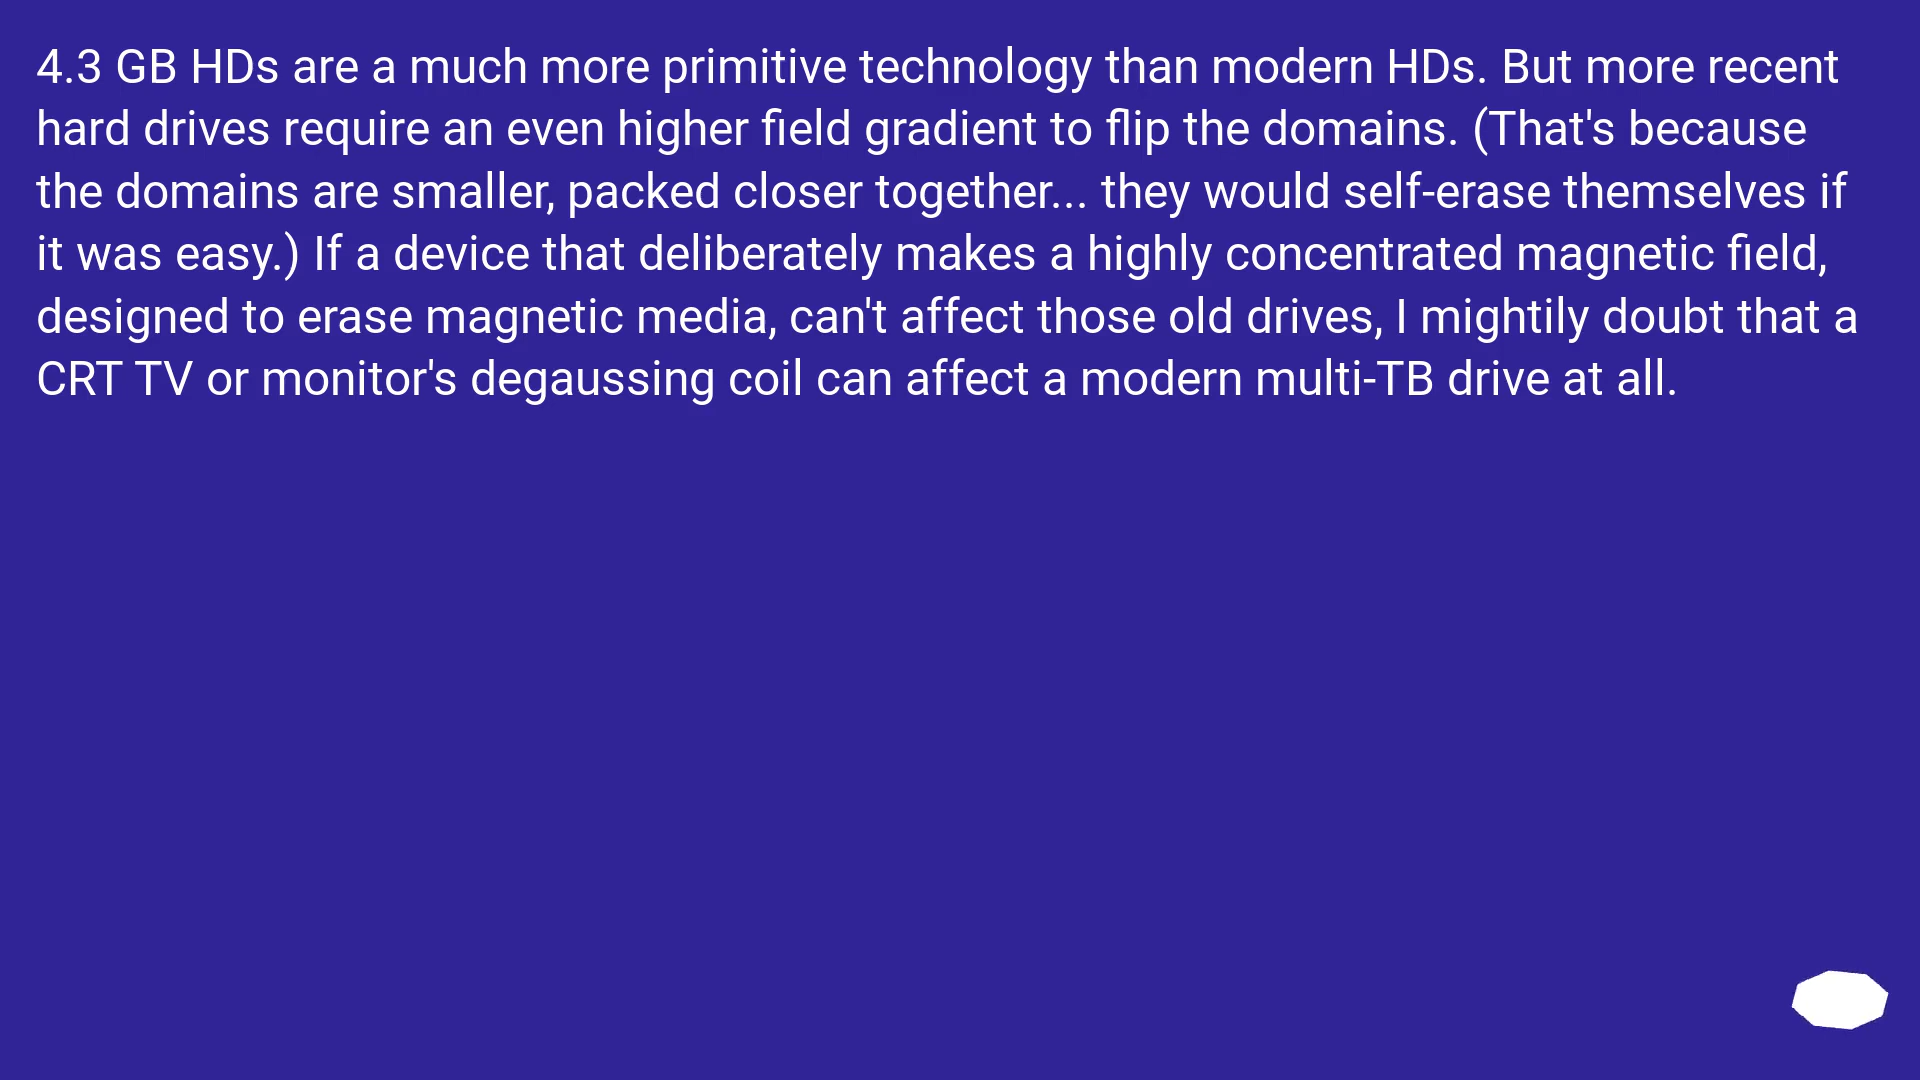 4.3 GB HDs are a much more primitive technology than modern HDs. But more recent
hard drives require an even higher field gradient to flip the domains. (That's because
the domains are smaller, packed closer together... they would self-erase themselves if
it was easy.) If a device that deliberately makes a highly concentrated magnetic field,
designed to erase magnetic media, can't affect those old drives, I mightily doubt that a
CRT TV or monitor's degaussing coil can affect a modern multi-TB drive at all.